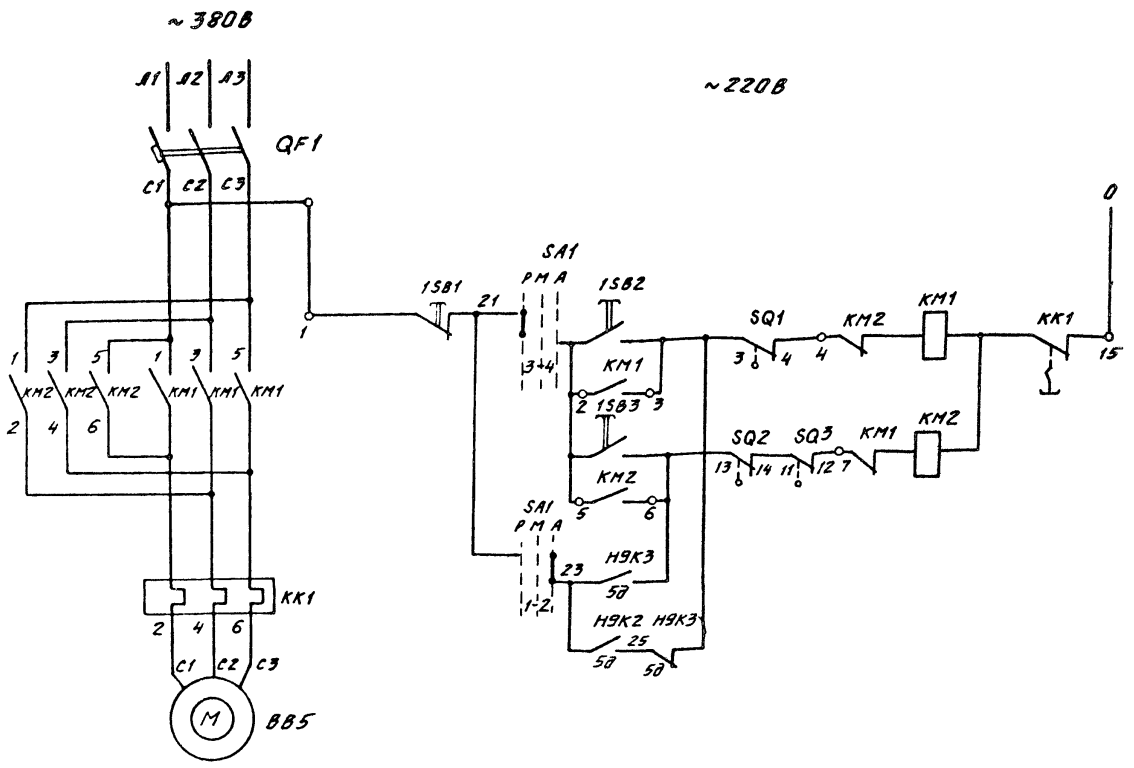 ~380В
~220В
Л1 Л2 Л3
QF1
С1 С2 С3
0
SA1
Р М А
1SB1
21
1SB2
1
3-4
SQ1
3 4
4
КМ2
КМ1
КК1
15
1 3 5 1 3 5
КМ2 КМ2 КМ2 КМ1 КМ1 КМ1
2 4 6
КМ1
2 3
1SB3
SQ2
13 14
SQ3
11 12
7
КМ1
КМ2
КМ2
5 6
SA1
Р М А
1-2
23
Н9К3
5д
Н9К2
5д
25
Н9К3
5д
КК1
2 4 6
С1 С2 С3
М
ВВ5